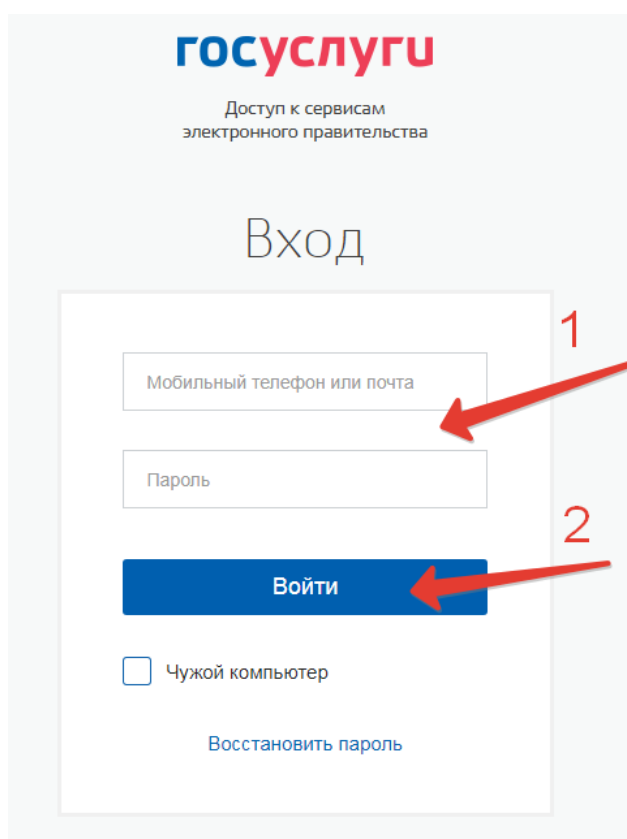 госуслуги
Доступ к сервисам
электронного правительства
Вход
1
Мобильный телефон или почта
Пароль
2
Войти
Чужой компьютер
Восстановить пароль